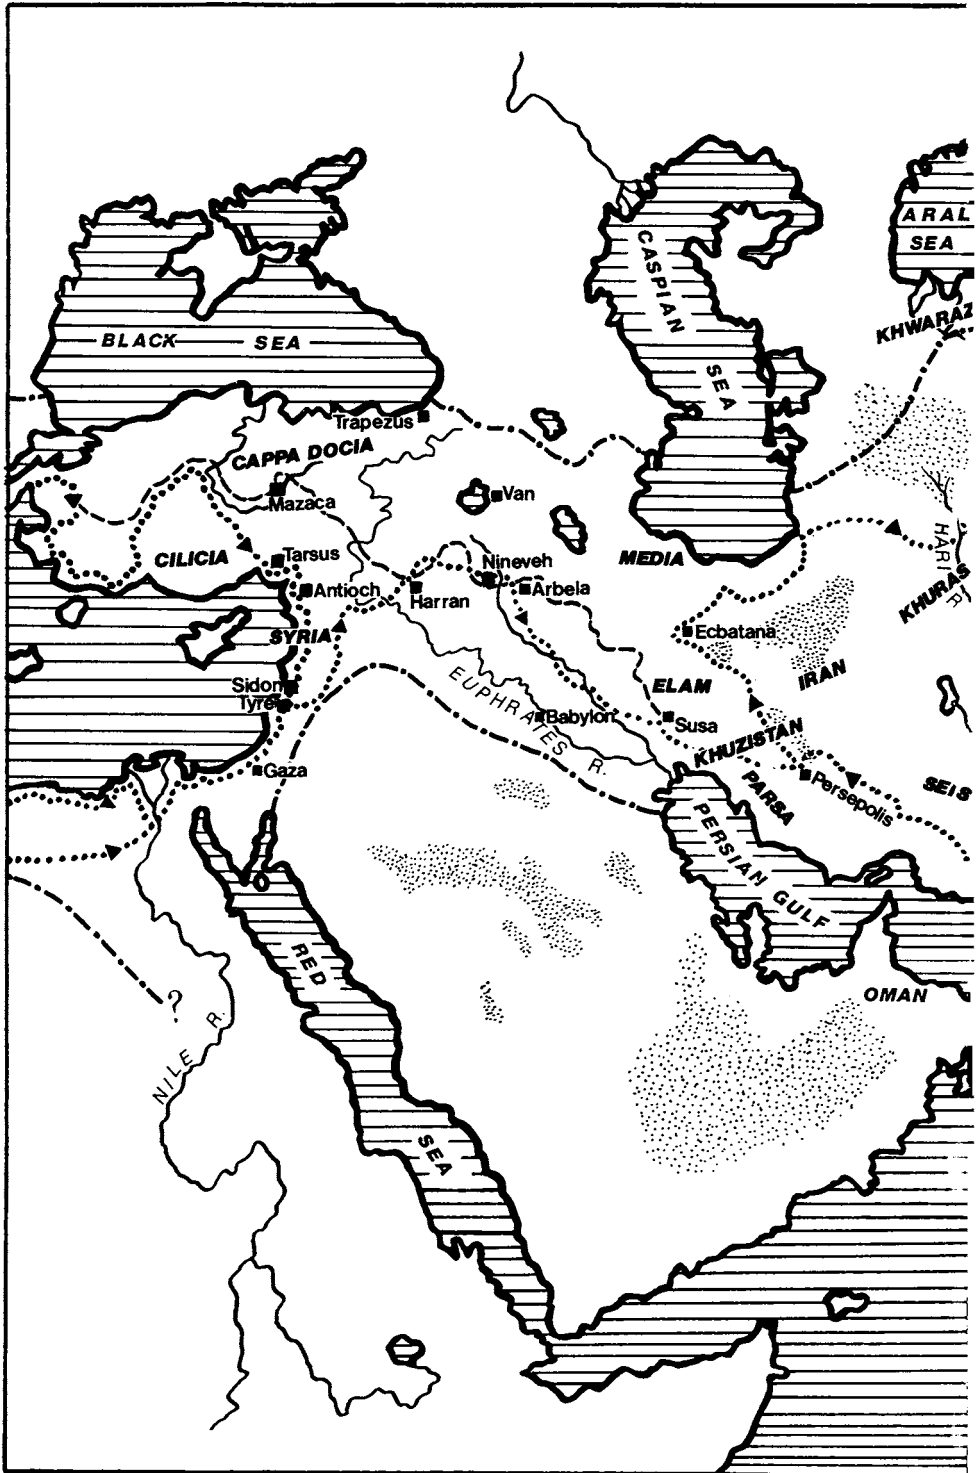 ARAL
SEA
CASPIAN
SEA
KHWARAZ
BLACK SEA
Trapezus
CAPPA DOCIA
Mazaca
Van
HARI R.
CILICIA
Tarsus
Nineveh
MEDIA
Antioch
Harran
Arbela
KHURAS
SYRIA
Ecbatana
IRAN
Sidon
Tyre
EUPHRATES R.
ELAM
Babylon
Susa
KHUZISTAN
Gaza
PARSA
Persepolis
SEIS
PERSIAN GULF
RED
SEA
OMAN
?
NILE R.